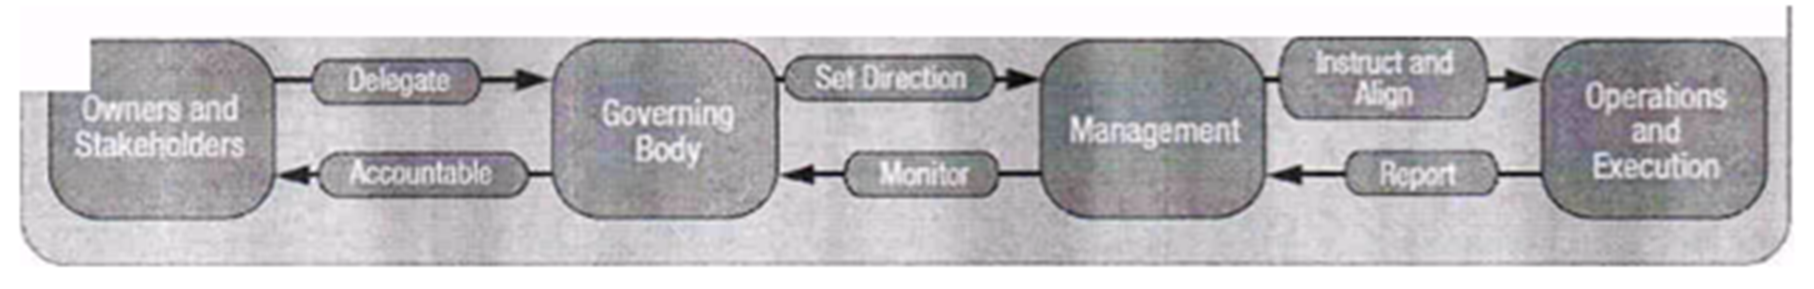 Owners and
Stakeholders
Delegate
Accountable
Governing
Body
Set Direction
Monitor
Management
Instruct and
Align
Report
Operations
and
Execution